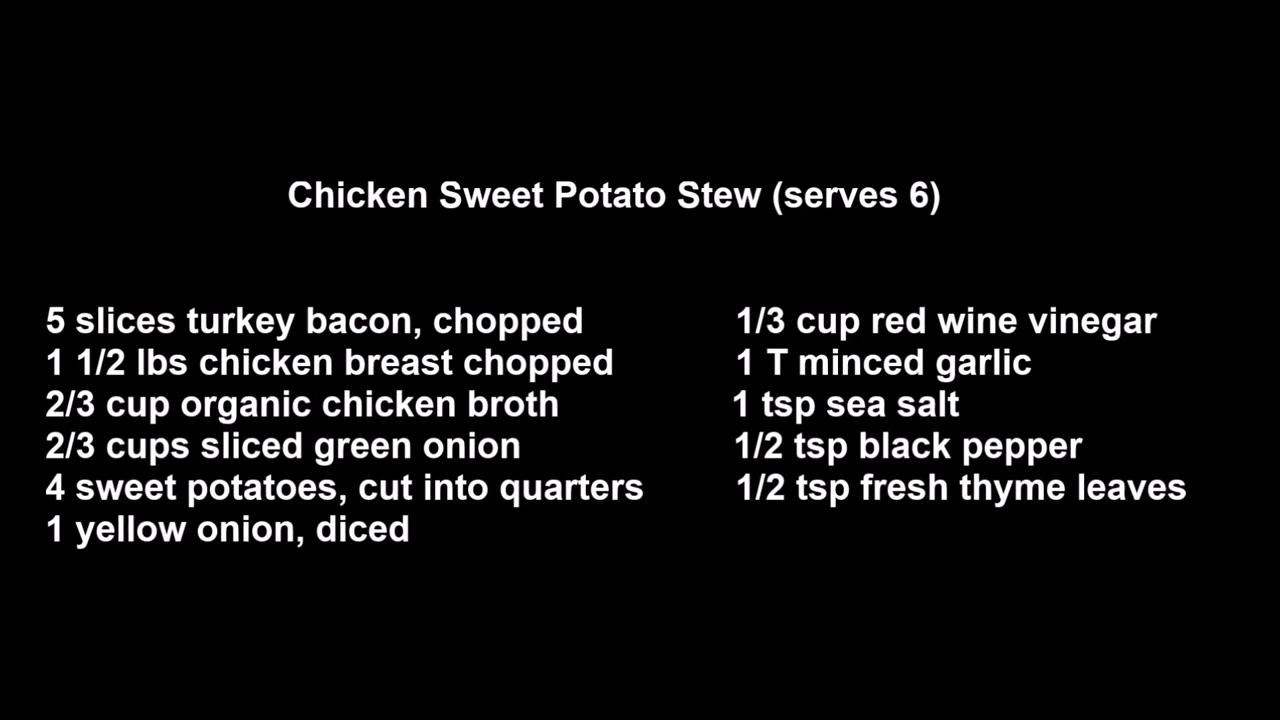 Chicken Sweet Potato Stew (serves 6)
5 slices turkey bacon, chopped
1 1/2 lbs chicken breast chopped
2/3 cup organic chicken broth
2/3 cups sliced green onion
4 sweet potatoes, cut into quarters
1 yellow onion, diced
1/3 cup red wine vinegar
1 T minced garlic
1 tsp sea salt
1/2 tsp black pepper
1/2 tsp fresh thyme leaves